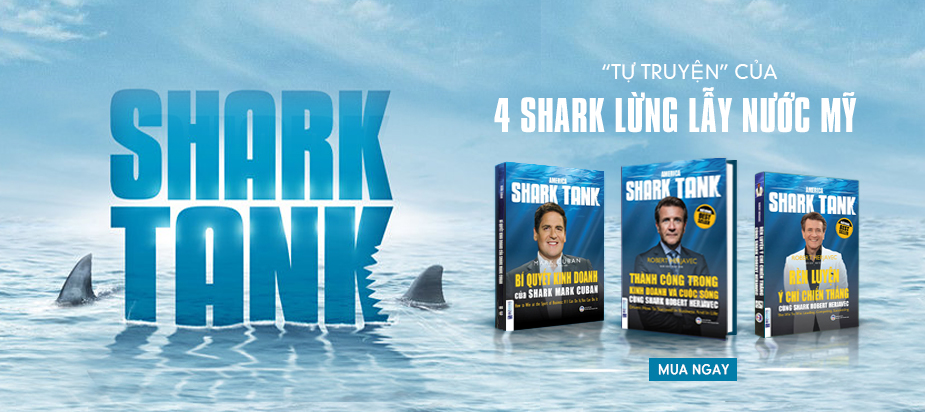 SHARK
TANK
“TỰ TRUYỆN” CỦA
4 SHARK LỪNG LẪY NƯỚC MỸ
AMERICA
SHARK TANK
MARK CUBAN
BÍ QUYẾT KINH DOANH
CỦA SHARK MARK CUBAN
AMERICA
SHARK TANK
BEST
ROBERT HERJAVEC
THÀNH CÔNG TRONG
KINH DOANH VÀ CUỘC SỐNG
CÙNG SHARK ROBERT HERJAVEC
AMERICA
SHARK TANK
BEST
ROBERT HERJAVEC
RÈN LUYỆN
Ý CHÍ CHIẾN THẮNG
CÙNG SHARK ROBERT HERJAVEC
MUA NGAY